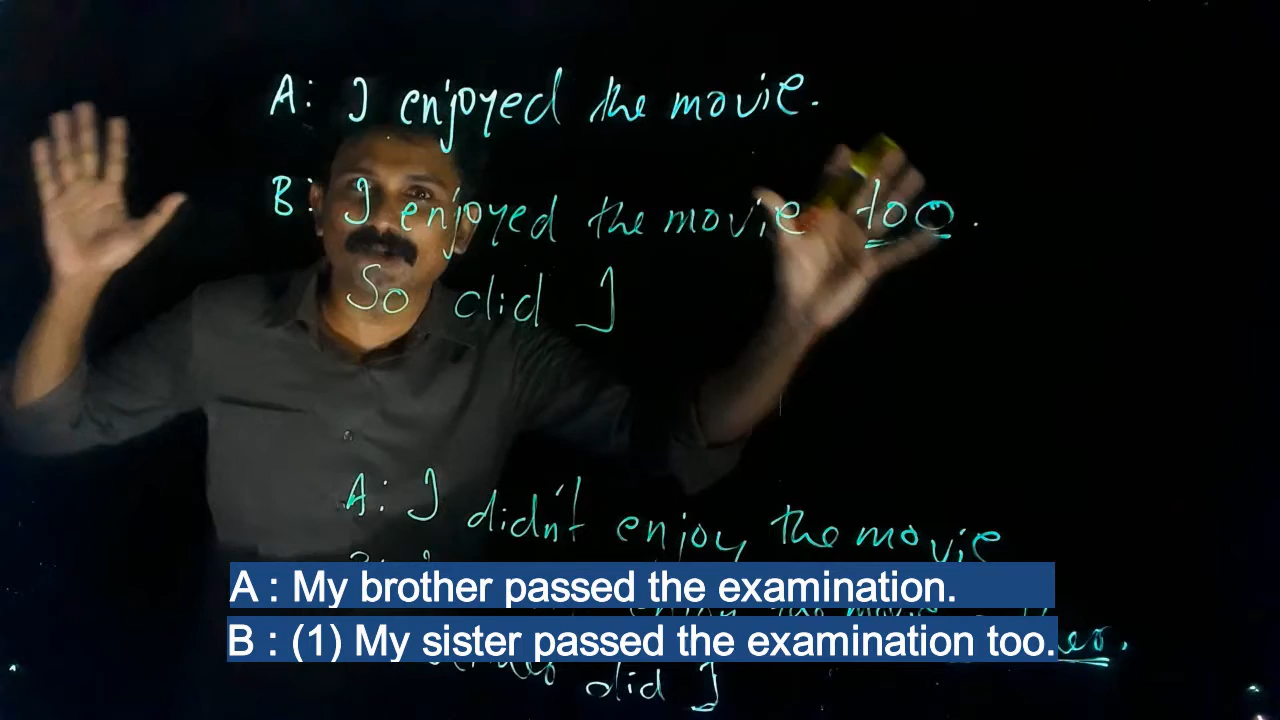 A: I enjoyed the movie.
B: I enjoyed the movie too.
So did I
A: I didn't enjoy the movie
A : My brother passed the examination.
B : (1) My sister passed the examination too.
did I